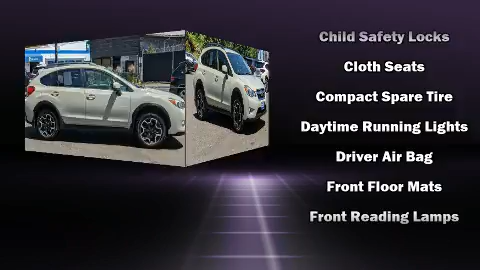 Child Safety Locks
Cloth Seats
Compact Spare Tire
Daytime Running Lights
Driver Air Bag
Front Floor Mats
Front Reading Lamps